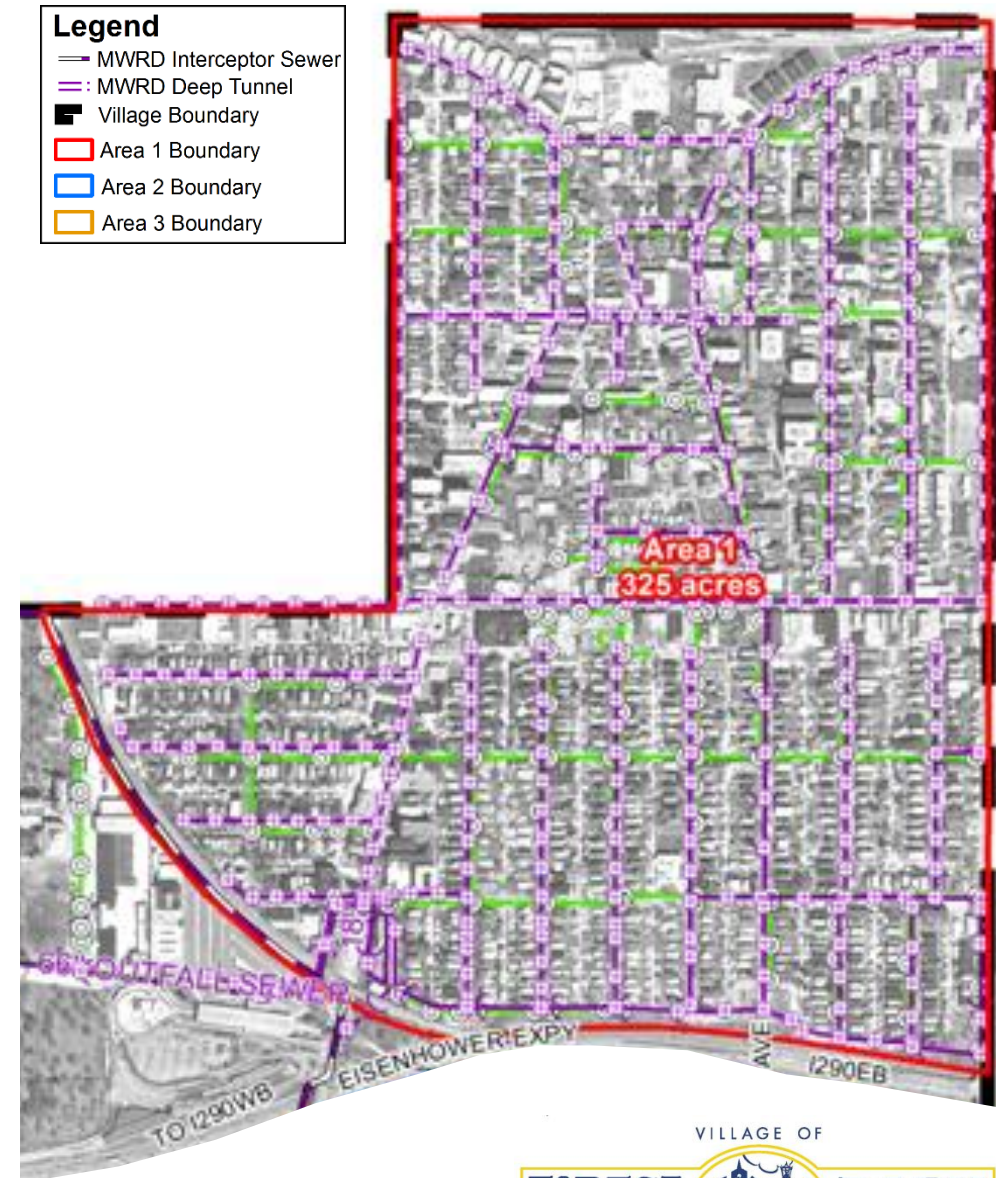 Legend
MWRD Interceptor Sewer
MWRD Deep Tunnel
Village Boundary
Area 1 Boundary
Area 2 Boundary
Area 3 Boundary
Area 1
325 acres
OUTFALL SEWER
EISENHOWER EXPY
AVE
I290EB
TO I290WB
VILLAGE OF